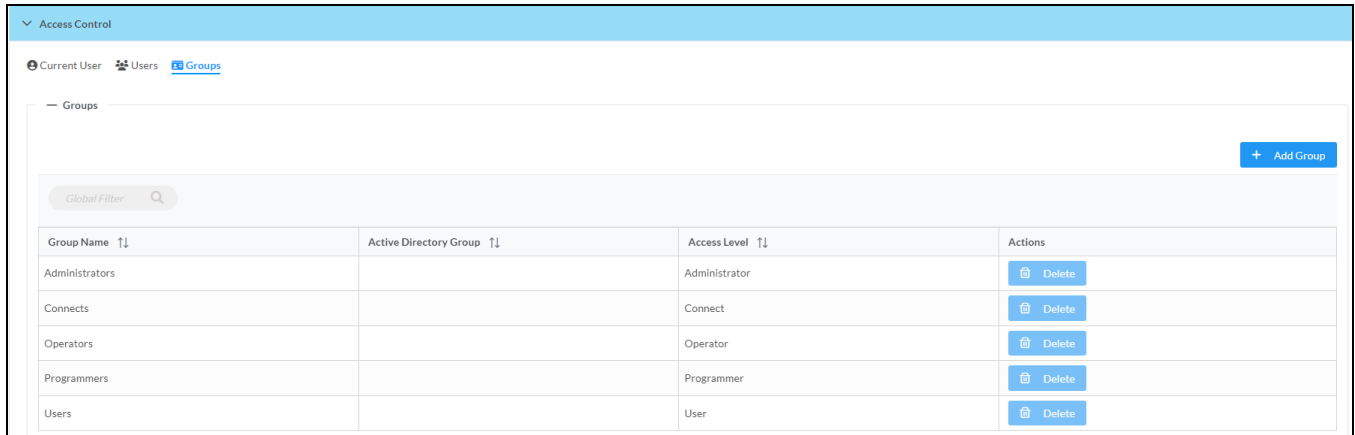 Access Control
Current User Users Groups
Groups
+ Add Group
Global Filter
Group Name Active Directory Group Access Level Actions
Administrators Administrator Delete
Connects Connect Delete
Operators Operator Delete
Programmers Programmer Delete
Users User Delete